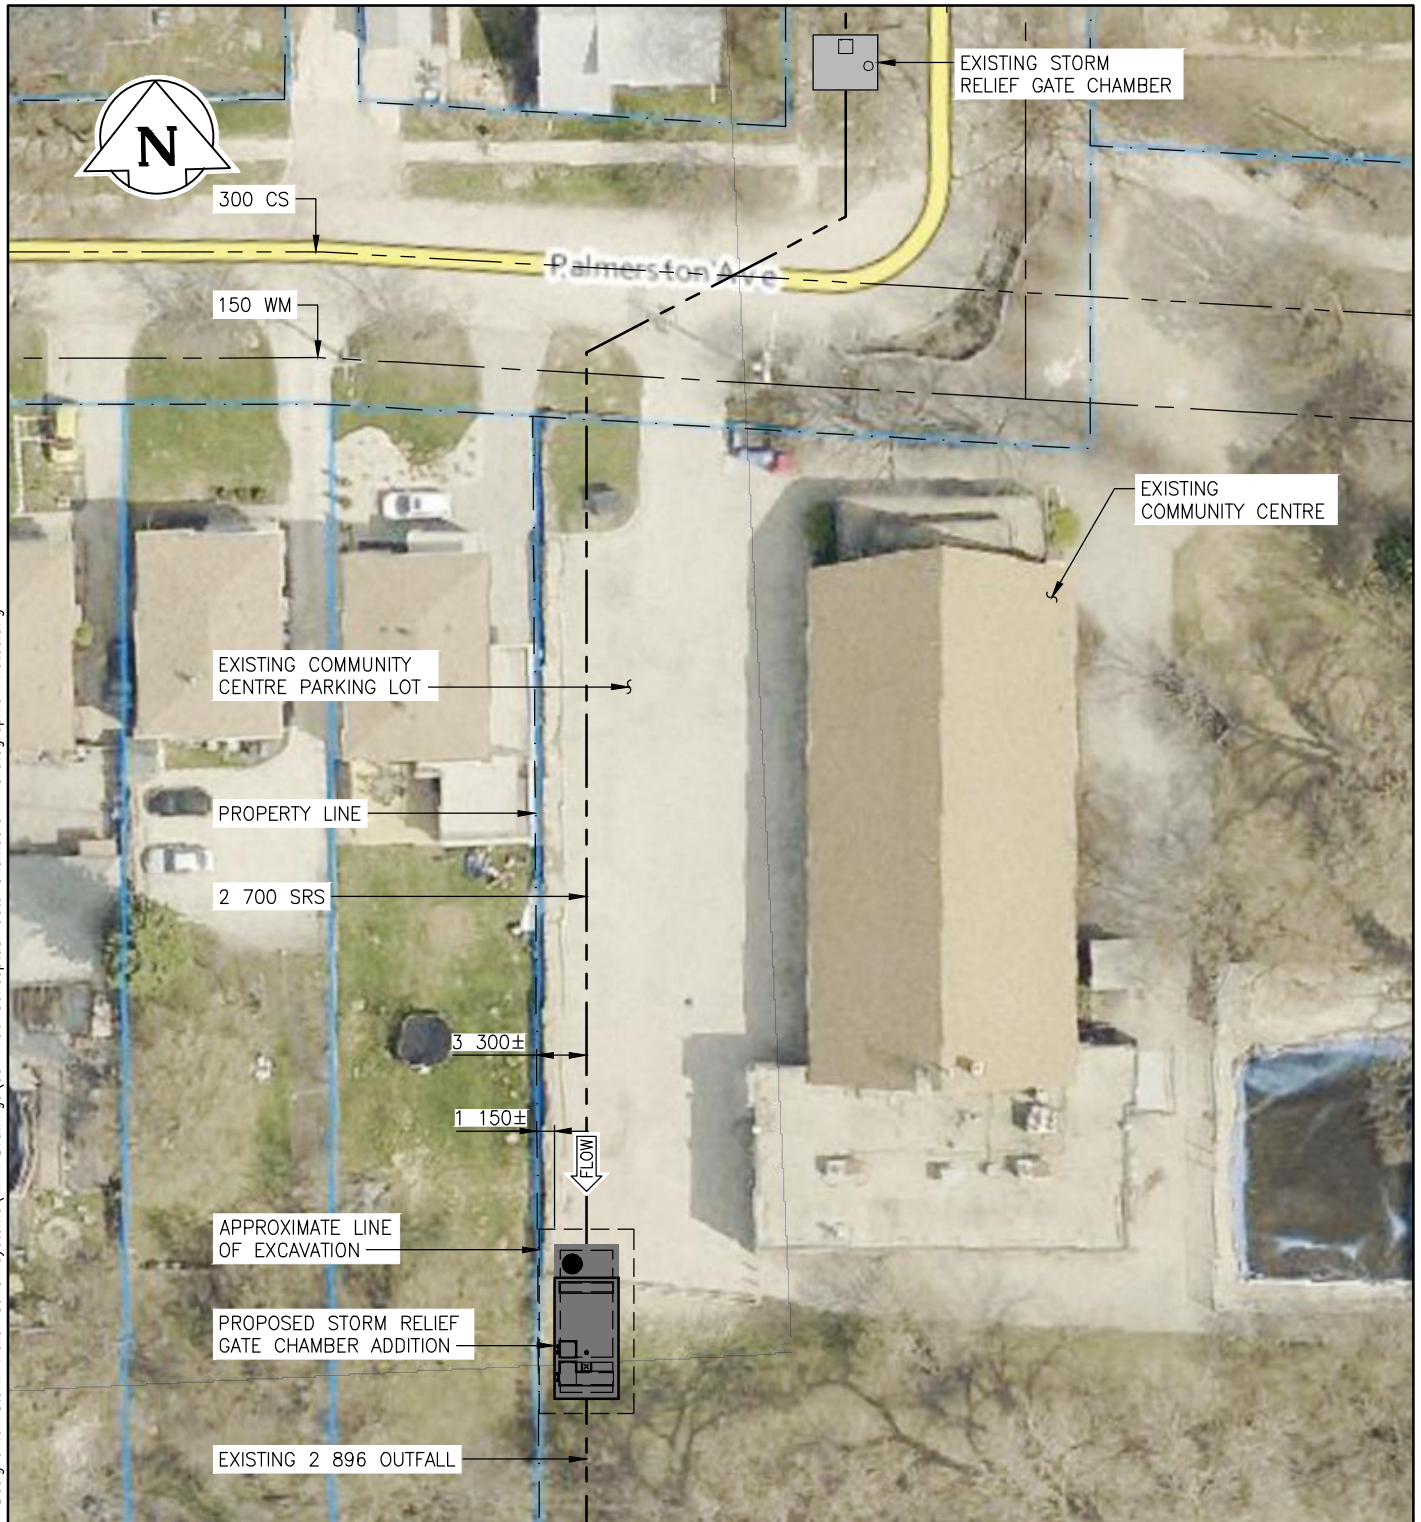 EXISTING STORM
RELIEF GATE CHAMBER
N
300 CS
Palmerston Ave
150 WM
EXISTING
COMMUNITY CENTRE
EXISTING COMMUNITY
CENTRE PARKING LOT
PROPERTY LINE
2 700 SRS
3 300±
1 150±
FLOW
APPROXIMATE LINE
OF EXCAVATION
PROPOSED STORM RELIEF
GATE CHAMBER ADDITION
EXISTING 2 896 OUTFALL